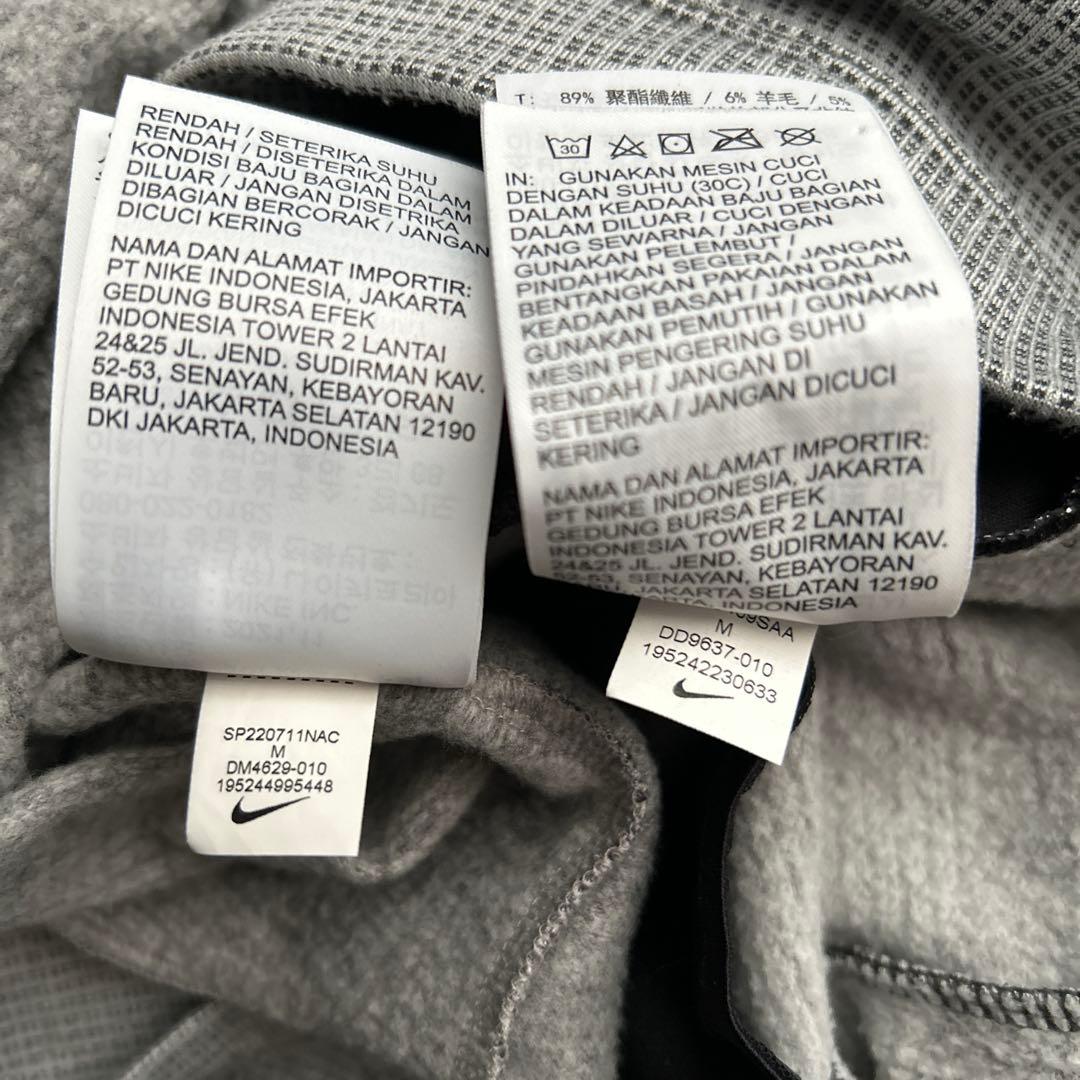 RENDAH / SETERIKA SUHU
RENDAH / DISETERIKA DALAM
KONDISI BAJU BAGIAN DALAM
DILUAR / JANGAN DISETRIKA
DIBAGIAN BERCORAK / JANGAN
DICUCI KERING
NAMA DAN ALAMAT IMPORTIR:
PT NIKE INDONESIA, JAKARTA
GEDUNG BURSA EFEK
INDONESIA TOWER 2 LANTAI
24&25 JL. JEND. SUDIRMAN KAV.
52-53, SENAYAN, KEBAYORAN
BARU, JAKARTA SELATAN 12190
DKI JAKARTA, INDONESIA
SP220711NAC
M
DM4629-010
195244995448
T: 89% 聚酯纖維 / 6% 羊毛 / 5%
30
IN: GUNAKAN MESIN CUCI
DENGAN SUHU (30C) / CUCI
DALAM KEADAAN BAJU BAGIAN
DALAM DILUAR / CUCI DENGAN
YANG SEWARNA / JANGAN
GUNAKAN PELEMBUT /
PINDAHKAN SEGERA / JANGAN
BENTANGKAN PAKAIAN DALAM
KEADAAN BASAH / JANGAN
GUNAKAN PEMUTIH / GUNAKAN
MESIN PENGERING SUHU
RENDAH / JANGAN DI
SETERIKA / JANGAN DICUCI
KERING
NAMA DAN ALAMAT IMPORTIR:
PT NIKE INDONESIA, JAKARTA
GEDUNG BURSA EFEK
INDONESIA TOWER 2 LANTAI
24&25 JL. JEND. SUDIRMAN KAV.
52-53, SENAYAN, KEBAYORAN
JAKARTA SELATAN 12190
INDONESIA
09SAA
M
DD9637-010
195242230633